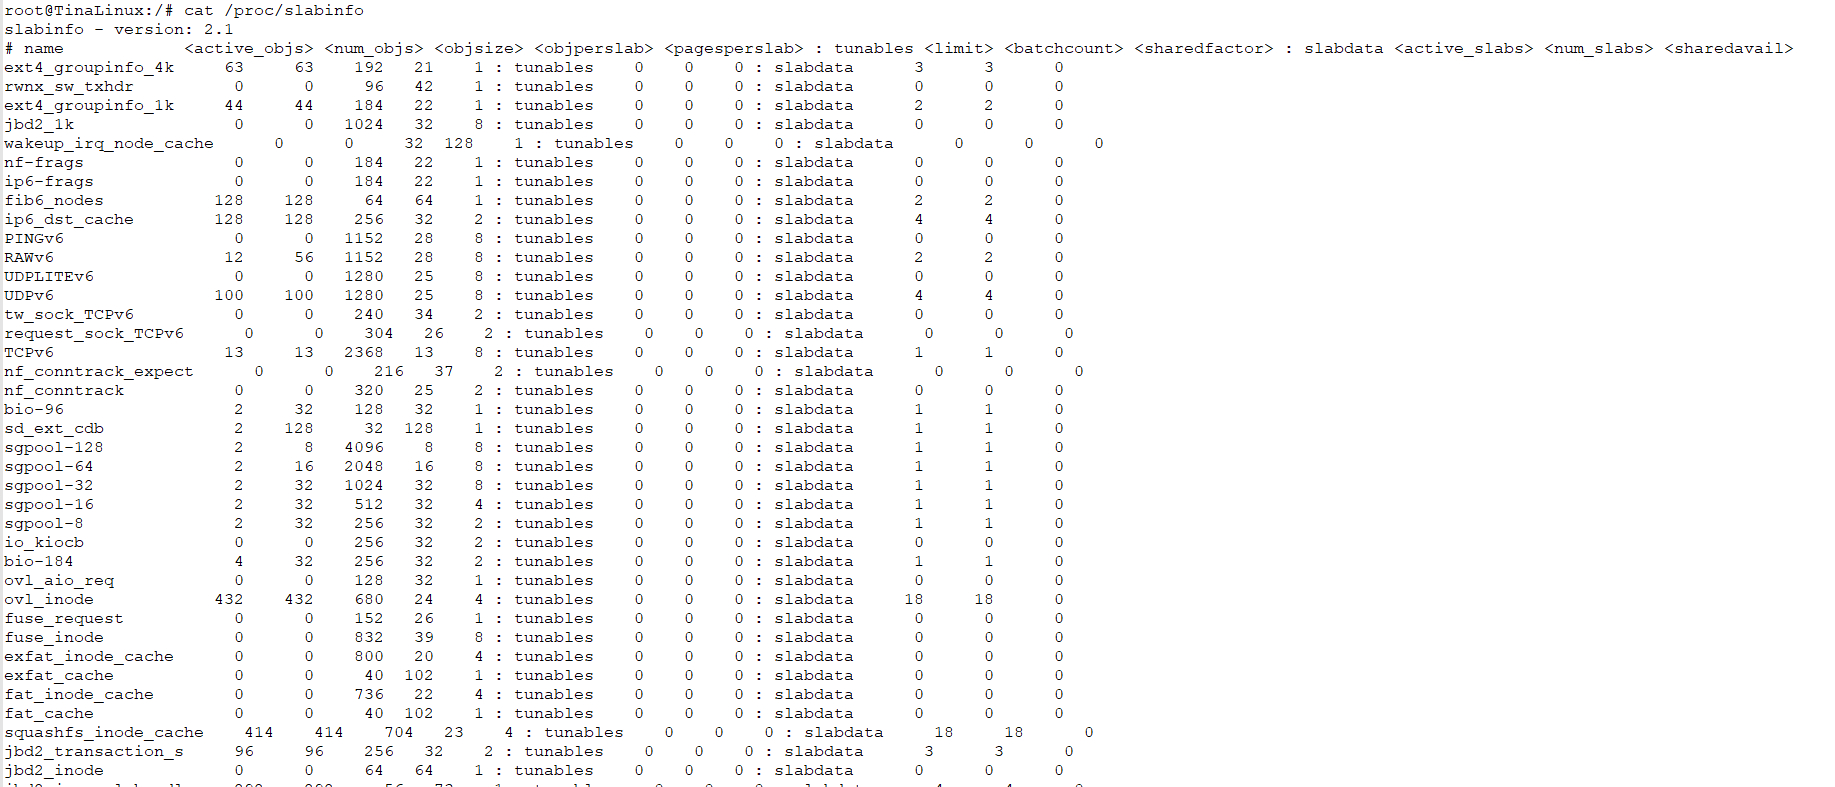 root@TinaLinux:/# cat /proc/slabinfo
slabinfo - version: 2.1
# name            <active_objs> <num_objs> <objsize> <objperslab> <pagesperslab> : tunables <limit> <batchcount> <sharedfactor> : slabdata <active_slabs> <num_slabs> <sharedavail>
ext4_groupinfo_4k     63     63    192   21    1 : tunables    0    0    0 : slabdata      3      3      0
rwnx_sw_txhdr          0      0     96   42    1 : tunables    0    0    0 : slabdata      0      0      0
ext4_groupinfo_1k     44     44    184   22    1 : tunables    0    0    0 : slabdata      2      2      0
jbd2_1k                0      0   1024   32    8 : tunables    0    0    0 : slabdata      0      0      0
wakeup_irq_node_cache      0      0     32  128    1 : tunables    0    0    0 : slabdata      0      0      0
nf-frags               0      0    184   22    1 : tunables    0    0    0 : slabdata      0      0      0
ip6-frags              0      0    184   22    1 : tunables    0    0    0 : slabdata      0      0      0
fib6_nodes           128    128     64   64    1 : tunables    0    0    0 : slabdata      2      2      0
ip6_dst_cache        128    128    256   32    2 : tunables    0    0    0 : slabdata      4      4      0
PINGv6                 0      0   1152   28    8 : tunables    0    0    0 : slabdata      0      0      0
RAWv6                 12     56   1152   28    8 : tunables    0    0    0 : slabdata      2      2      0
UDPLITEv6              0      0   1280   25    8 : tunables    0    0    0 : slabdata      0      0      0
UDPv6                100    100   1280   25    8 : tunables    0    0    0 : slabdata      4      4      0
tw_sock_TCPv6          0      0    240   34    2 : tunables    0    0    0 : slabdata      0      0      0
request_sock_TCPv6      0      0    304   26    2 : tunables    0    0    0 : slabdata      0      0      0
TCPv6                 13     13   2368   13    8 : tunables    0    0    0 : slabdata      1      1      0
nf_conntrack_expect      0      0    216   37    2 : tunables    0    0    0 : slabdata      0      0      0
nf_conntrack           0      0    320   25    2 : tunables    0    0    0 : slabdata      0      0      0
bio-96                 2     32    128   32    1 : tunables    0    0    0 : slabdata      1      1      0
sd_ext_cdb             2    128     32  128    1 : tunables    0    0    0 : slabdata      1      1      0
sgpool-128             2      8   4096    8    8 : tunables    0    0    0 : slabdata      1      1      0
sgpool-64              2     16   2048   16    8 : tunables    0    0    0 : slabdata      1      1      0
sgpool-32              2     32   1024   32    8 : tunables    0    0    0 : slabdata      1      1      0
sgpool-16              2     32    512   32    4 : tunables    0    0    0 : slabdata      1      1      0
sgpool-8               2     32    256   32    2 : tunables    0    0    0 : slabdata      1      1      0
io_kiocb               0      0    256   32    2 : tunables    0    0    0 : slabdata      0      0      0
bio-184                4     32    256   32    2 : tunables    0    0    0 : slabdata      1      1      0
ovl_aio_req            0      0    128   32    1 : tunables    0    0    0 : slabdata      0      0      0
ovl_inode            432    432    680   24    4 : tunables    0    0    0 : slabdata     18     18      0
fuse_request           0      0    152   26    1 : tunables    0    0    0 : slabdata      0      0      0
fuse_inode             0      0    832   39    8 : tunables    0    0    0 : slabdata      0      0      0
exfat_inode_cache      0      0    800   20    4 : tunables    0    0    0 : slabdata      0      0      0
exfat_cache            0      0     40  102    1 : tunables    0    0    0 : slabdata      0      0      0
fat_inode_cache        0      0    736   22    4 : tunables    0    0    0 : slabdata      0      0      0
fat_cache              0      0     40  102    1 : tunables    0    0    0 : slabdata      0      0      0
squashfs_inode_cache    414    414    704   23    4 : tunables    0    0    0 : slabdata     18     18      0
jbd2_transaction_s     96     96    256   32    2 : tunables    0    0    0 : slabdata      3      3      0
jbd2_inode             0      0     64   64    1 : tunables    0    0    0 : slabdata      0      0      0